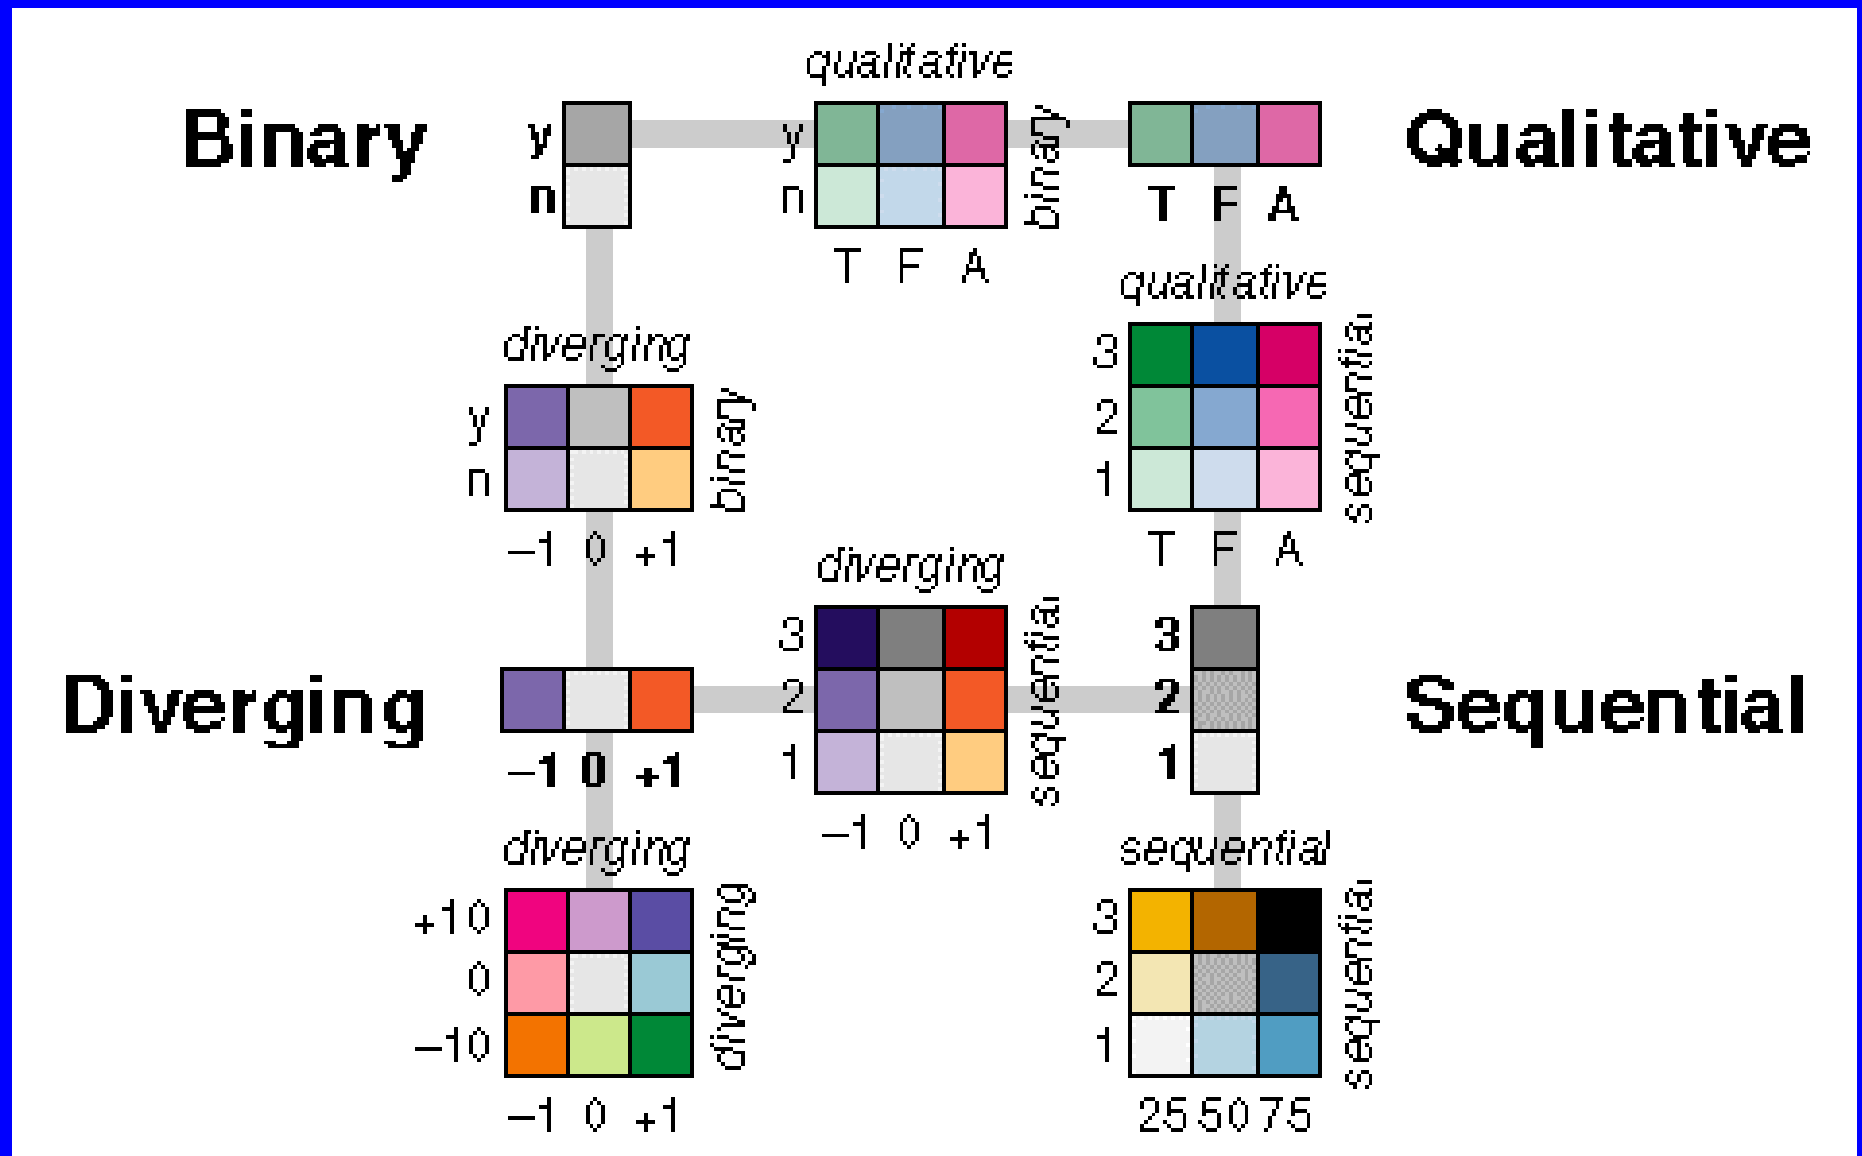 qualitative
Binary
y
n
y
n
binary
T F A
Qualitative
T F A
diverging
y
n
binary
−1 0 +1
qualitative
3
2
1
sequential
T F A
Diverging
−1 0 +1
diverging
3
2
1
sequential
−1 0 +1
3
2
1
Sequential
diverging
+10
0
−10
diverging
−1 0 +1
sequential
3
2
1
sequential
25 50 75